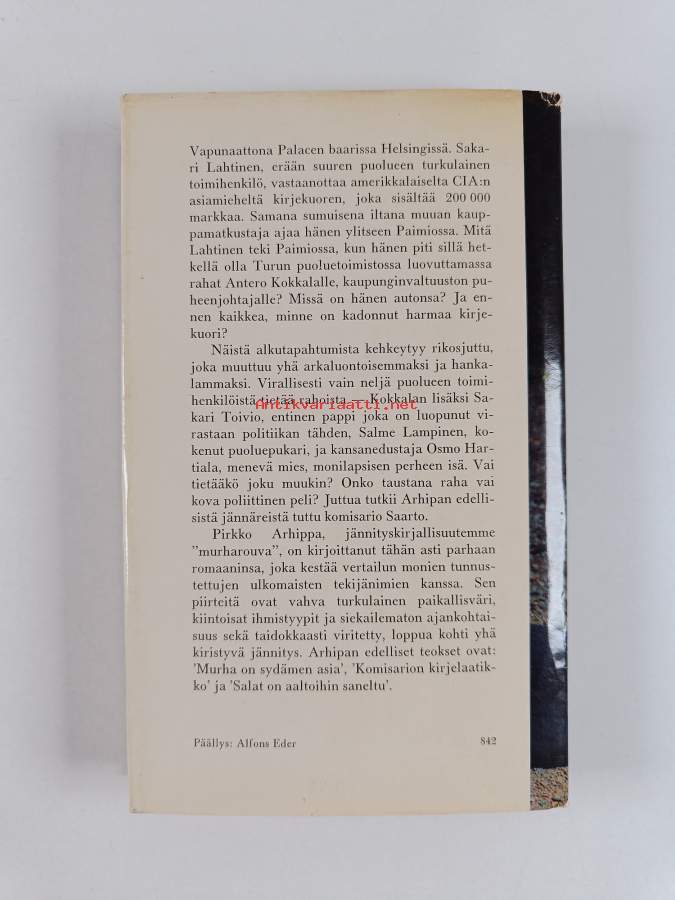 Vapunaattona Palacen baarissa Helsingissä. Saka-
ri Lahtinen, erään suuren puolueen turkulainen
toimihenkilö, vastaanottaa amerikkalaiselta CIA:n
asiamieheltä kirjekuoren, joka sisältää 200 000
markkaa. Samana sumuisena iltana muuan kaup-
pamatkustaja ajaa hänen ylitseen Paimiossa. Mitä
Lahtinen teki Paimiossa, kun hänen piti sillä het-
kellä olla Turun puoluetoimistossa luovuttamassa
rahat Antero Kokkalalle, kaupunginvaltuuston pu-
heenjohtajalle? Missä on hänen autonsa? Ja en-
nen kaikkea, minne on kadonnut harmaa kirje-
kuori?
Näistä alkutapahtumista kehkeytyy rikosjuttu,
joka muuttuu yhä arkaluontoisemmaksi ja hanka-
lammaksi. Virallisesti vain neljä puolueen toimi-
henkilöistä tietää rahoista — Kokkalan lisäksi Sa-
Antikvariaatti.net
kari Toivio, entinen pappi joka on luopunut vi-
rastaan politiikan tähden, Salme Lampinen, ko-
kenut puoluepukari, ja kansanedustaja Osmo Har-
tiala, menevä mies, monilapsisen perheen isä. Vai
tietääkö joku muukin? Onko taustana raha vai
kova poliittinen peli? Juttua tutkii Arhipan edelli-
sistä jännäreistä tuttu komisario Saarto.
Pirkko Arhippa, jännityskirjallisuutemme
”murharouva”, on kirjoittanut tähän asti parhaan
romaaninsa, joka kestää vertailun monien tunnus-
tettujen ulkomaisten tekijänimien kanssa. Sen
piirteitä ovat vahva turkulainen paikallisväri,
kiintoisat ihmistyypit ja siekailematon ajankohtai-
suus sekä taidokkaasti viritetty, loppua kohti yhä
kiristyvä jännitys. Arhipan edelliset teokset ovat:
’Murha on sydämen asia’, ’Komisarion kirjelaatik-
ko’ ja ’Salat on aaltoihin saneltu’.
Päällys: Alfons Eder 842